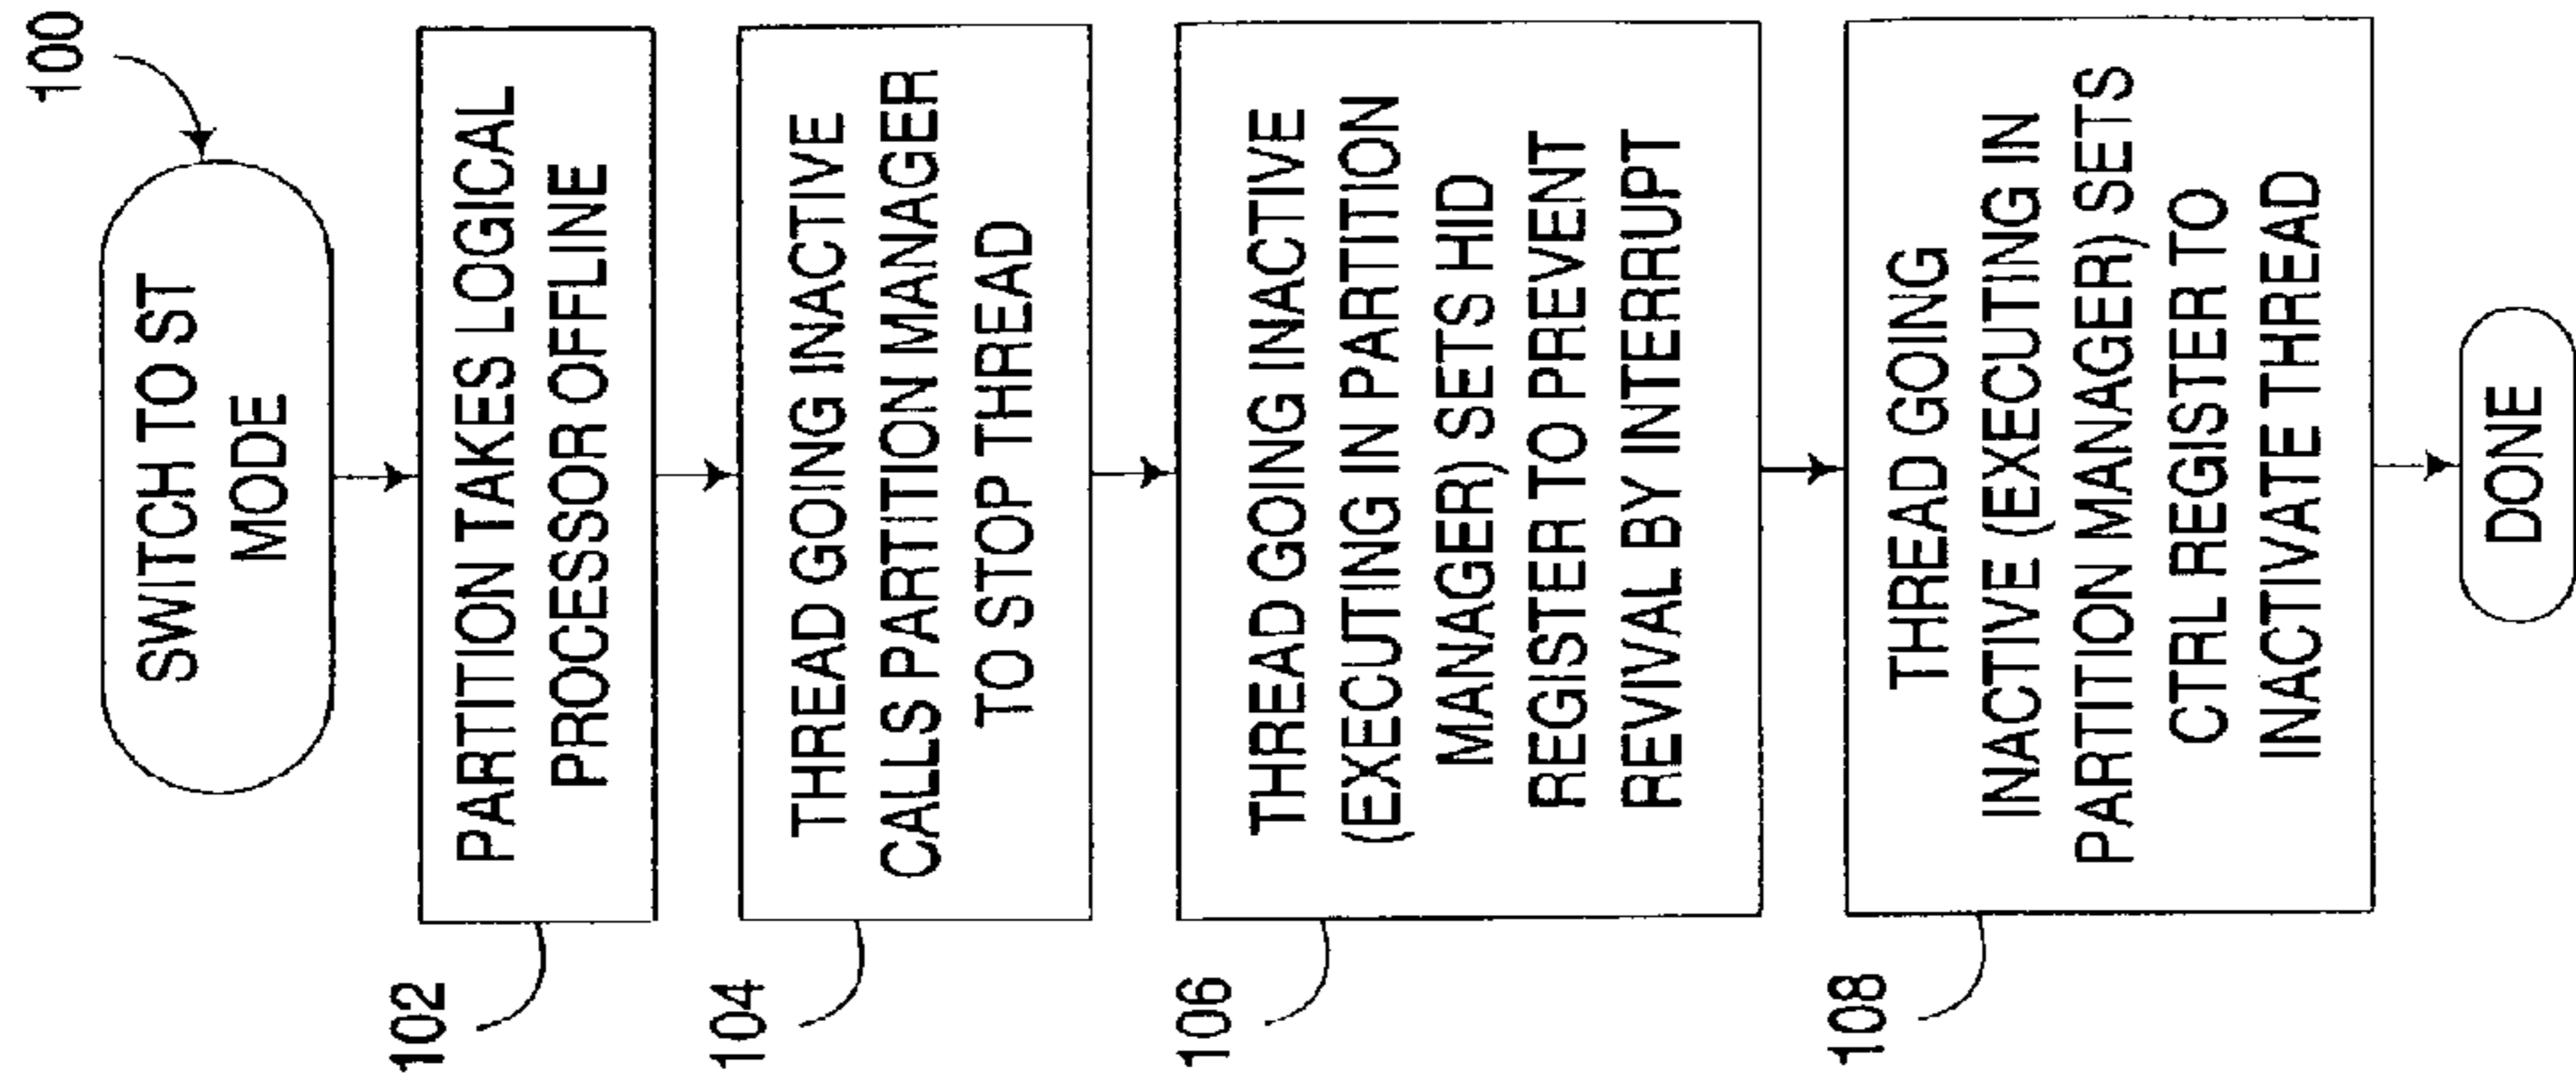 100
SWITCH TO ST
MODE
102
PARTITION TAKES LOGICAL
PROCESSOR OFFLINE
104
THREAD GOING INACTIVE
CALLS PARTITION MANAGER
TO STOP THREAD
106
THREAD GOING INACTIVE
(EXECUTING IN PARTITION
MANAGER) SETS HID
REGISTER TO PREVENT
REVIVAL BY INTERRUPT
108
THREAD GOING
INACTIVE (EXECUTING IN
PARTITION MANAGER) SETS
CTRL REGISTER TO
INACTIVATE THREAD
DONE